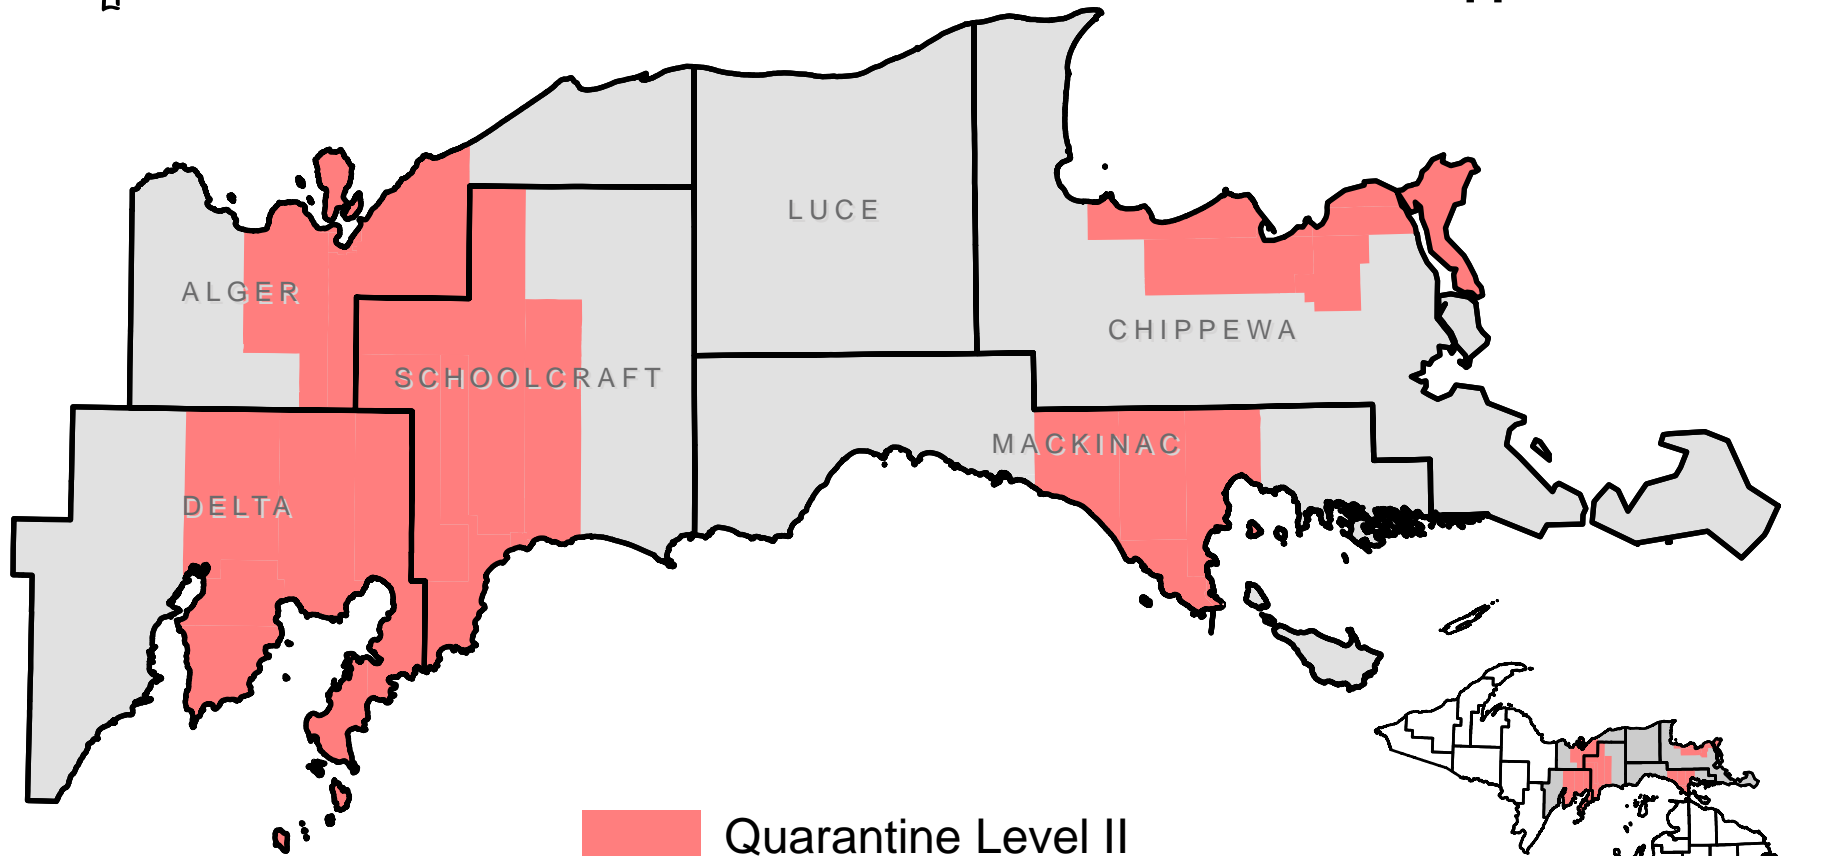 LUCE
ALGER
CHIPPEWA
SCHOOLCRAFT
MACKINAC
DELTA
Quarantine Level II